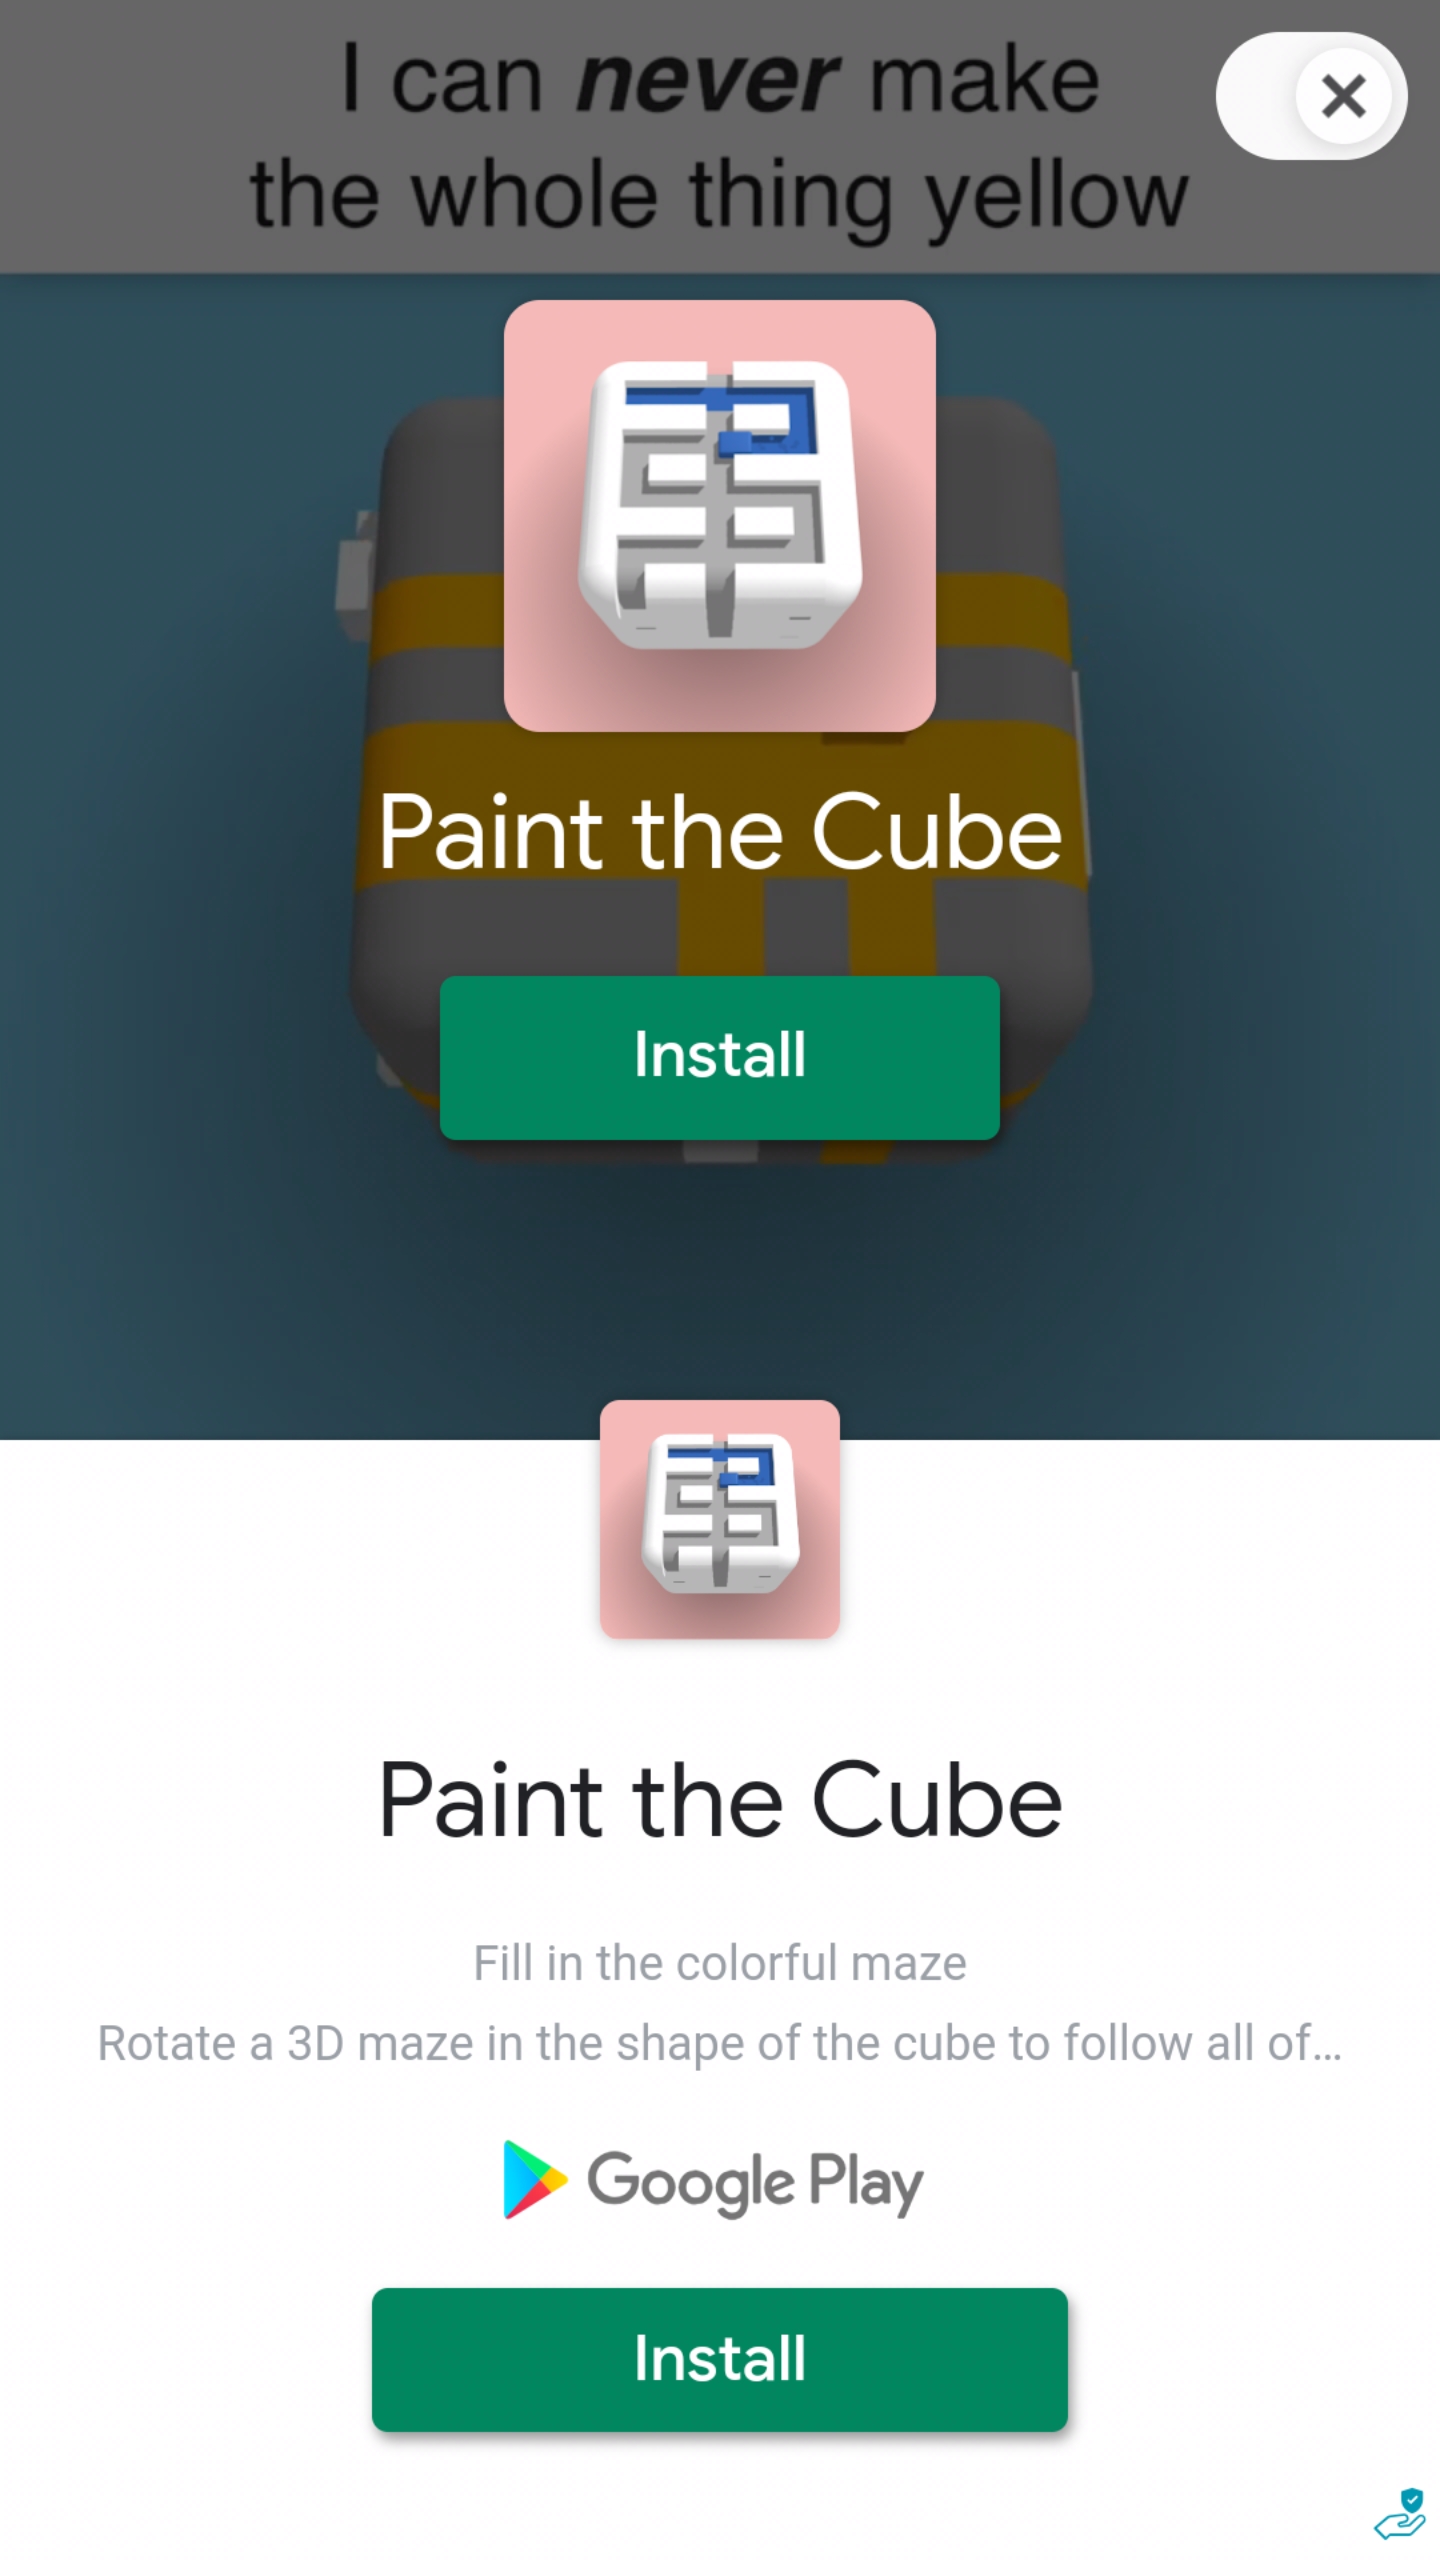 I can never make
the whole thing yellow
Paint the Cube
Install
Paint the Cube
Fill in the colorful maze
Rotate a 3D maze in the shape of the cube to follow all of...
Google Play
Install